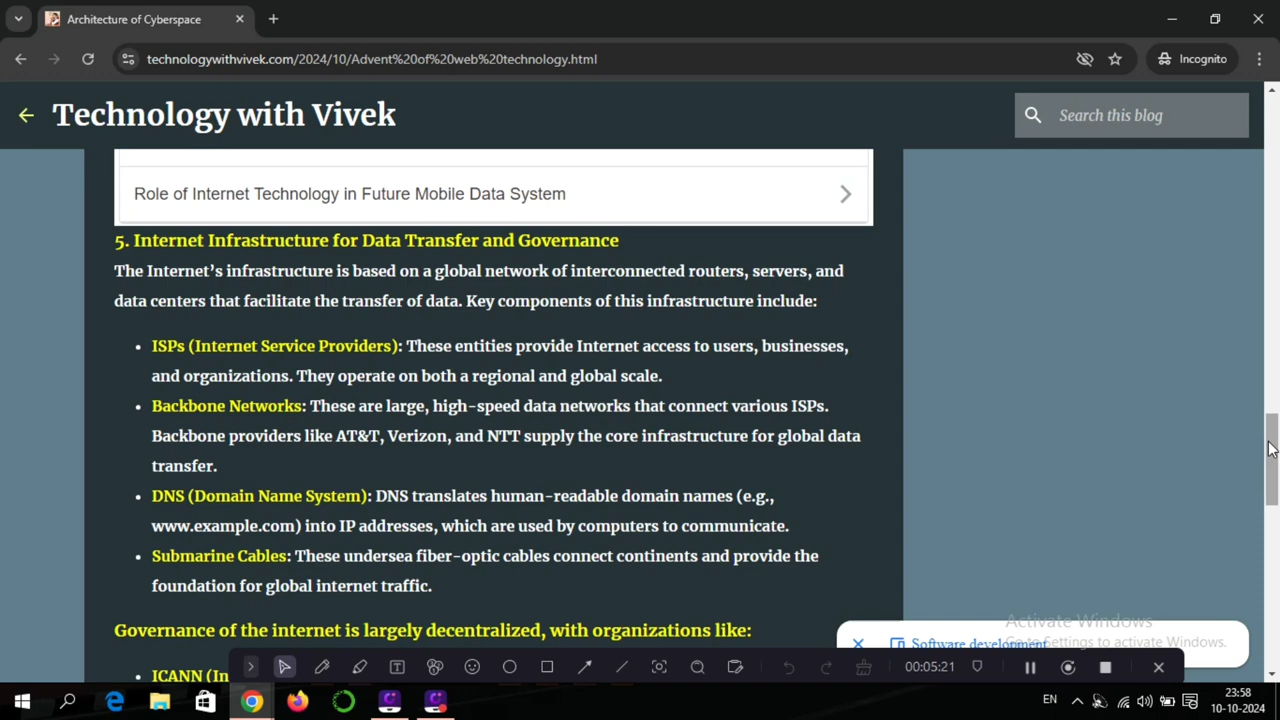 Architecture of Cyberspace
technologywithvivek.com/2024/10/Advent%20of%20web%20technology.html
Incognito
Technology with Vivek
Search this blog
Role of Internet Technology in Future Mobile Data System
5. Internet Infrastructure for Data Transfer and Governance
The Internet's infrastructure is based on a global network of interconnected routers, servers, and
data centers that facilitate the transfer of data. Key components of this infrastructure include:
• ISPs (Internet Service Providers): These entities provide Internet access to users, businesses,
and organizations. They operate on both a regional and global scale.
• Backbone Networks: These are large, high-speed data networks that connect various ISPs.
Backbone providers like AT&T, Verizon, and NTT supply the core infrastructure for global data
transfer.
• DNS (Domain Name System): DNS translates human-readable domain names (e.g.,
www.example.com) into IP addresses, which are used by computers to communicate.
• Submarine Cables: These undersea fiber-optic cables connect continents and provide the
foundation for global internet traffic.
Activate Windows
Governance of the internet is largely decentralized, with organizations like:
Software development
Go to Settings to activate Windows.
• ICANN (In
00:05:21
EN
23:58
10-10-2024